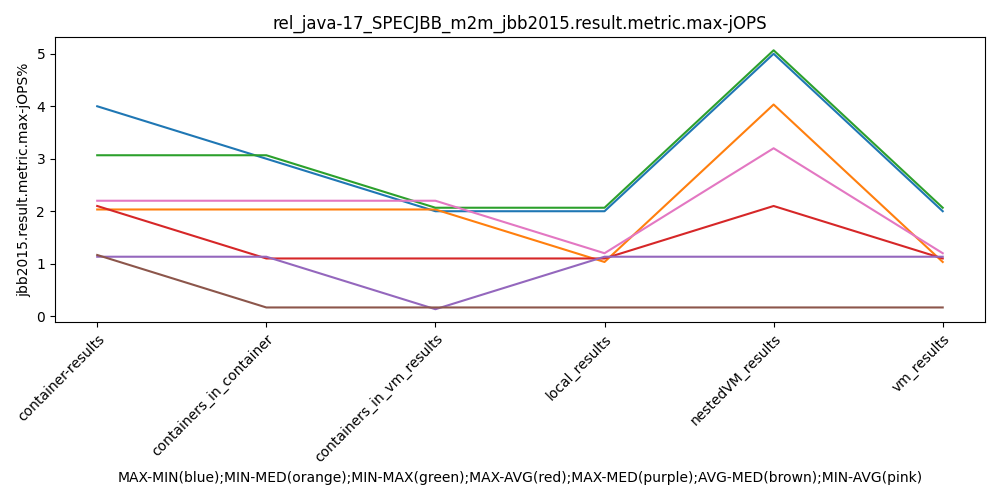 rel_java-17_SPECJBB_m2m_jbb2015.result.metric.max-jOPS
jbb2015.result.metric.max-jOPS%
5
4
3
2
1
0
container-results
containers_in_container
containers_in_vm_results
local_results
nestedVM_results
vm_results
MAX-MIN(blue);MIN-MED(orange);MIN-MAX(green);MAX-AVG(red);MAX-MED(purple);AVG-MED(brown);MIN-AVG(pink)